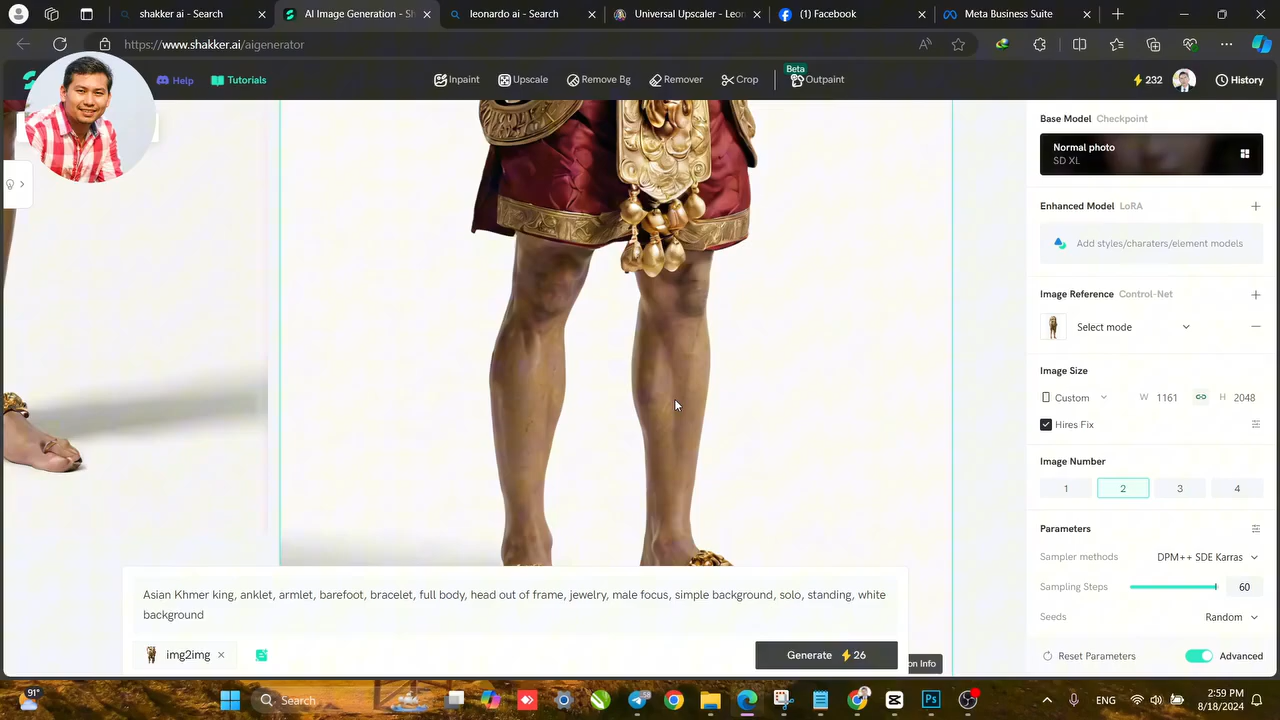 shakker ai - Search
AI Image Generation - Sh
leonardo ai - Search
Universal Upscaler - Leon
(1) Facebook
Meta Business Suite
https://www.shakker.ai/aigenerator
Help
Tutorials
Inpaint
Upscale
Remove Bg
Remover
Crop
Beta
Outpaint
232
History
Base Model Checkpoint
Normal photo
SD XL
Enhanced Model LoRA
Add styles/charaters/element models
Image Reference Control-Net
Select mode
Image Size
Custom W 1161 H 2048
Hires Fix
Image Number
1 2 3 4
Parameters
Sampler methods DPM++ SDE Karras
Sampling Steps 60
Seeds Random
Reset Parameters Advanced
Asian Khmer king, anklet, armlet, barefoot, bracelet, full body, head out of frame, jewelry, male focus, simple background, solo, standing, white
background
img2img
Generate 26
on Info
91°
Search
Ps
ENG
2:59 PM
8/18/2024